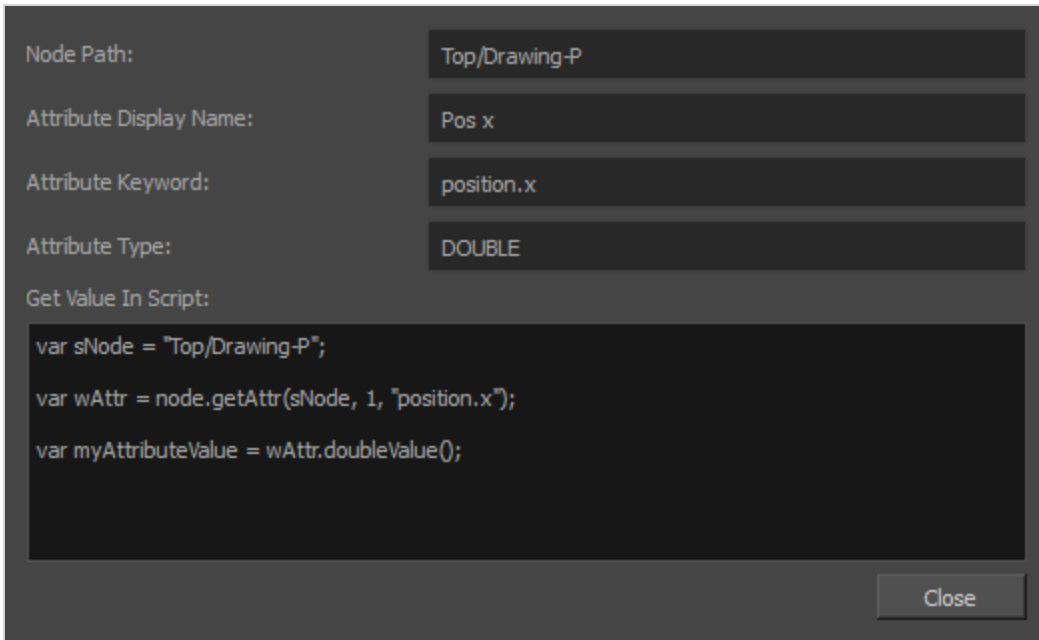 Node Path: Top/Drawing-P
Attribute Display Name: Pos x
Attribute Keyword: position.x
Attribute Type: DOUBLE
Get Value In Script:
var sNode = "Top/Drawing-P";
var wAttr = node.getAttr(sNode, 1, "position.x");
var myAttributeValue = wAttr.doubleValue();
Close